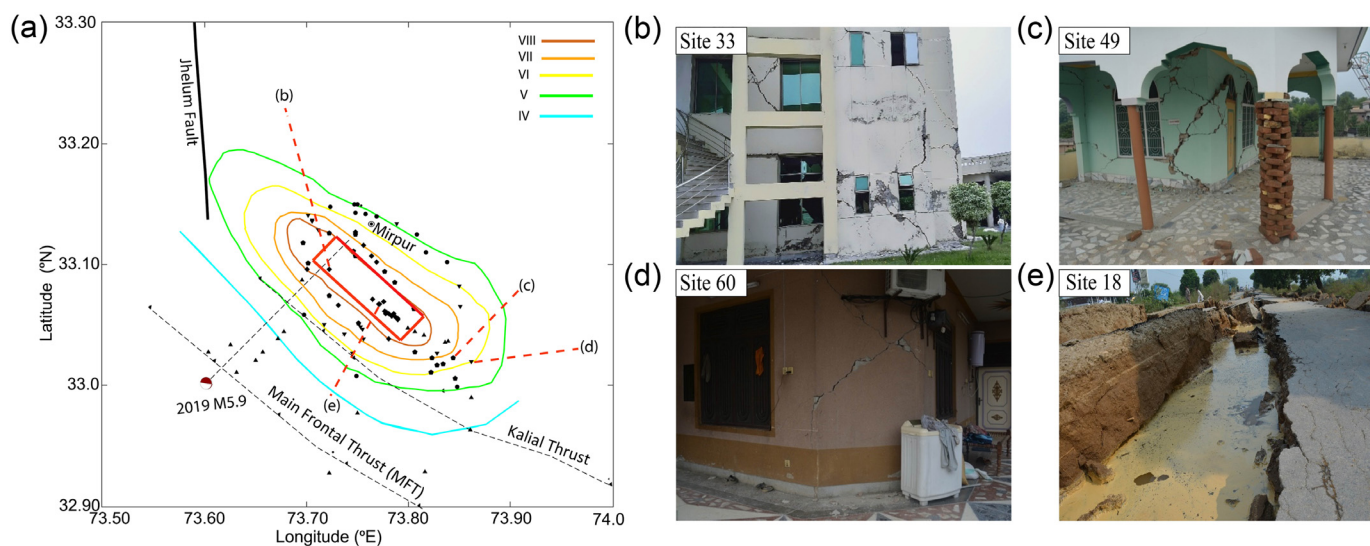 (a)
33.30
33.20
33.10
33.0
32.90
Latitude (ºN)
73.50
73.60
73.70
73.80
73.90
74.0
Longitude (ºE)
Jhelum Fault
VIII
VII
VI
V
IV
(b)
Mirpur
(c)
(d)
(e)
2019 M5.9
Main Frontal Thrust (MFT)
Kalial Thrust
(b)
Site 33
(c)
Site 49
(d)
Site 60
(e)
Site 18